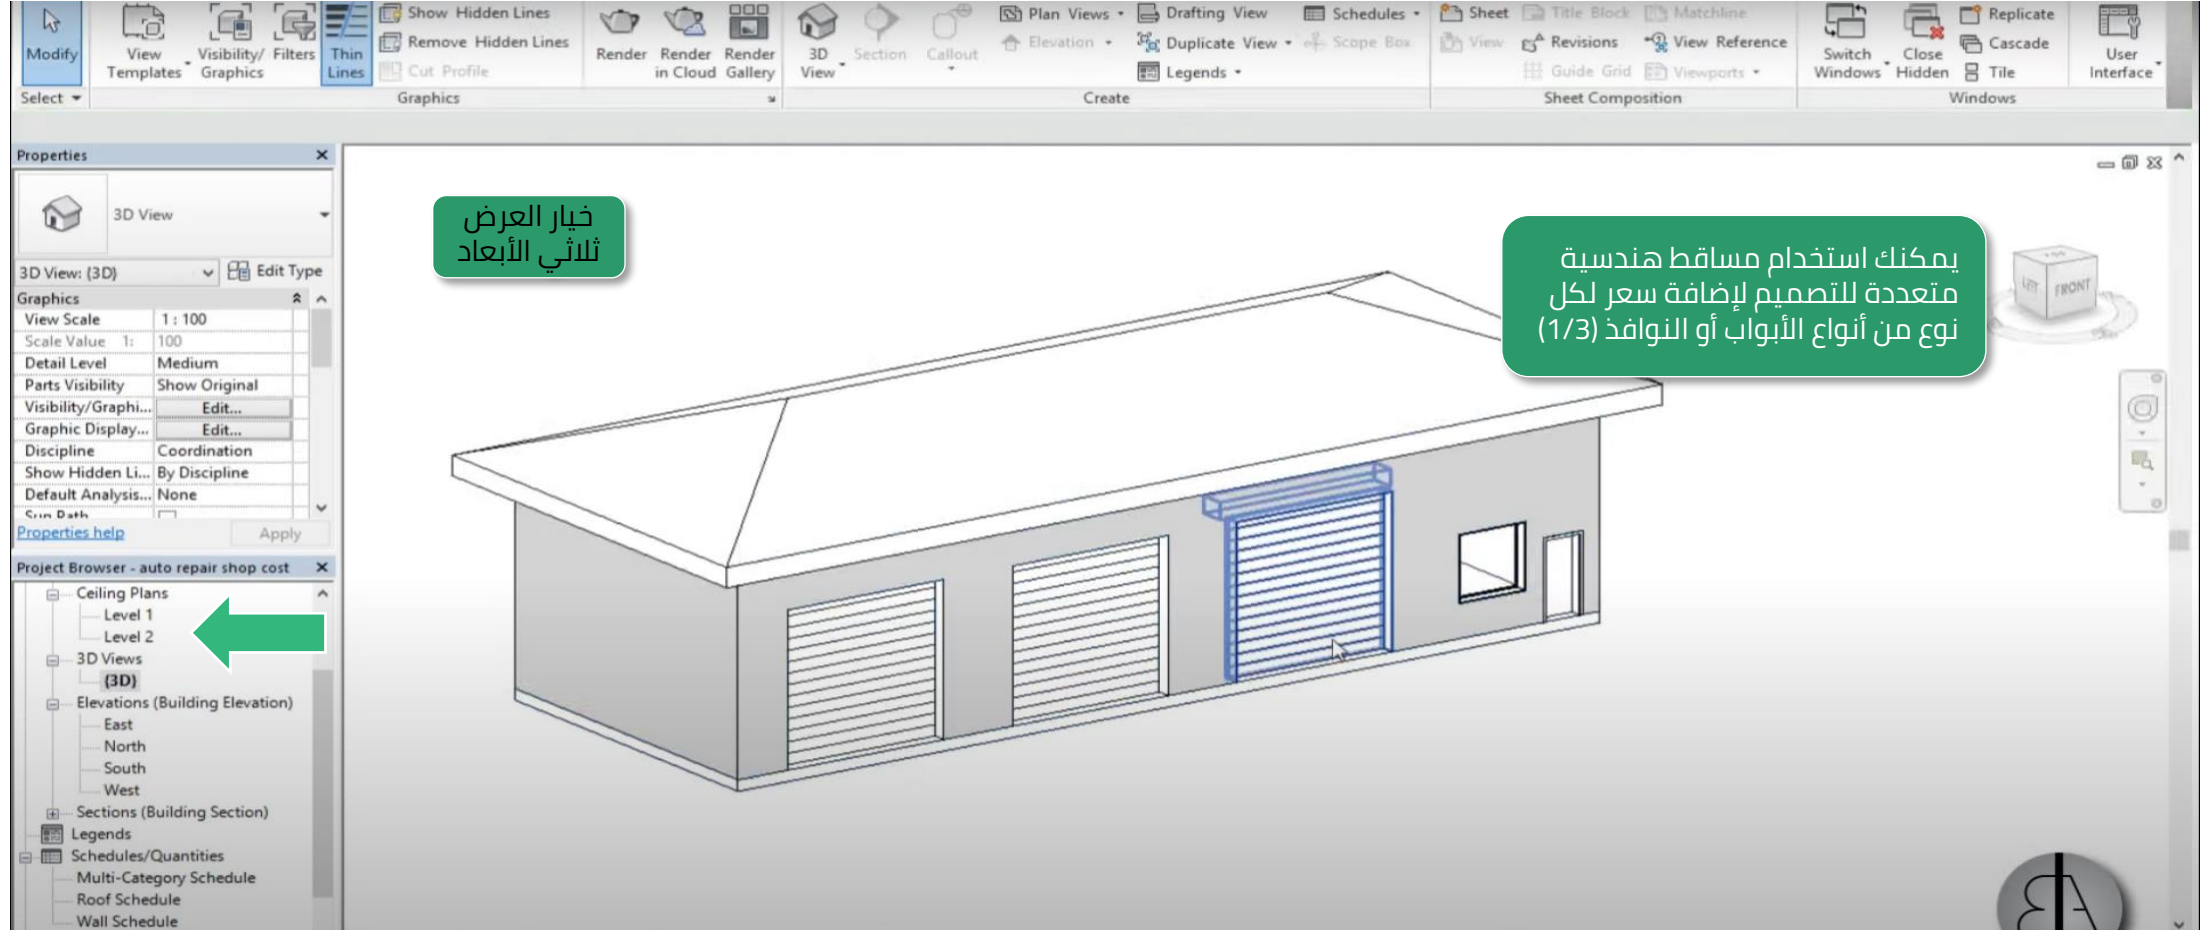 Modify
View
Templates
Visibility/
Graphics
Filters
Thin
Lines
Show Hidden Lines
Remove Hidden Lines
Cut Profile
Render
Render
in Cloud
Render
Gallery
3D
View
Section
Callout
Plan Views
Elevation
Drafting View
Duplicate View
Legends
Schedules
Scope Box
Sheet
View
Title Block
Revisions
Guide Grid
Matchline
View Reference
Viewports
Switch
Windows
Close
Hidden
Replicate
Cascade
Tile
User
Interface
Select
Graphics
Create
Sheet Composition
Windows
Properties
3D View
3D View: {3D}
Edit Type
Graphics
View Scale 1 : 100
Scale Value 1: 100
Detail Level Medium
Parts Visibility Show Original
Visibility/Graphi... Edit...
Graphic Display... Edit...
Discipline Coordination
Show Hidden Li... By Discipline
Default Analysis... None
Sun Path
Properties help
Apply
Project Browser - auto repair shop cost
Ceiling Plans
Level 1
Level 2
3D Views
{3D}
Elevations (Building Elevation)
East
North
South
West
Sections (Building Section)
Legends
Schedules/Quantities
Multi-Category Schedule
Roof Schedule
Wall Schedule
خيار العرض
ثلاثي الأبعاد
يمكنك استخدام مساقط هندسية
متعددة للتصميم لإضافة سعر لكل
نوع من أنواع الأبواب أو النوافذ (1/3)
LEFT
FRONT